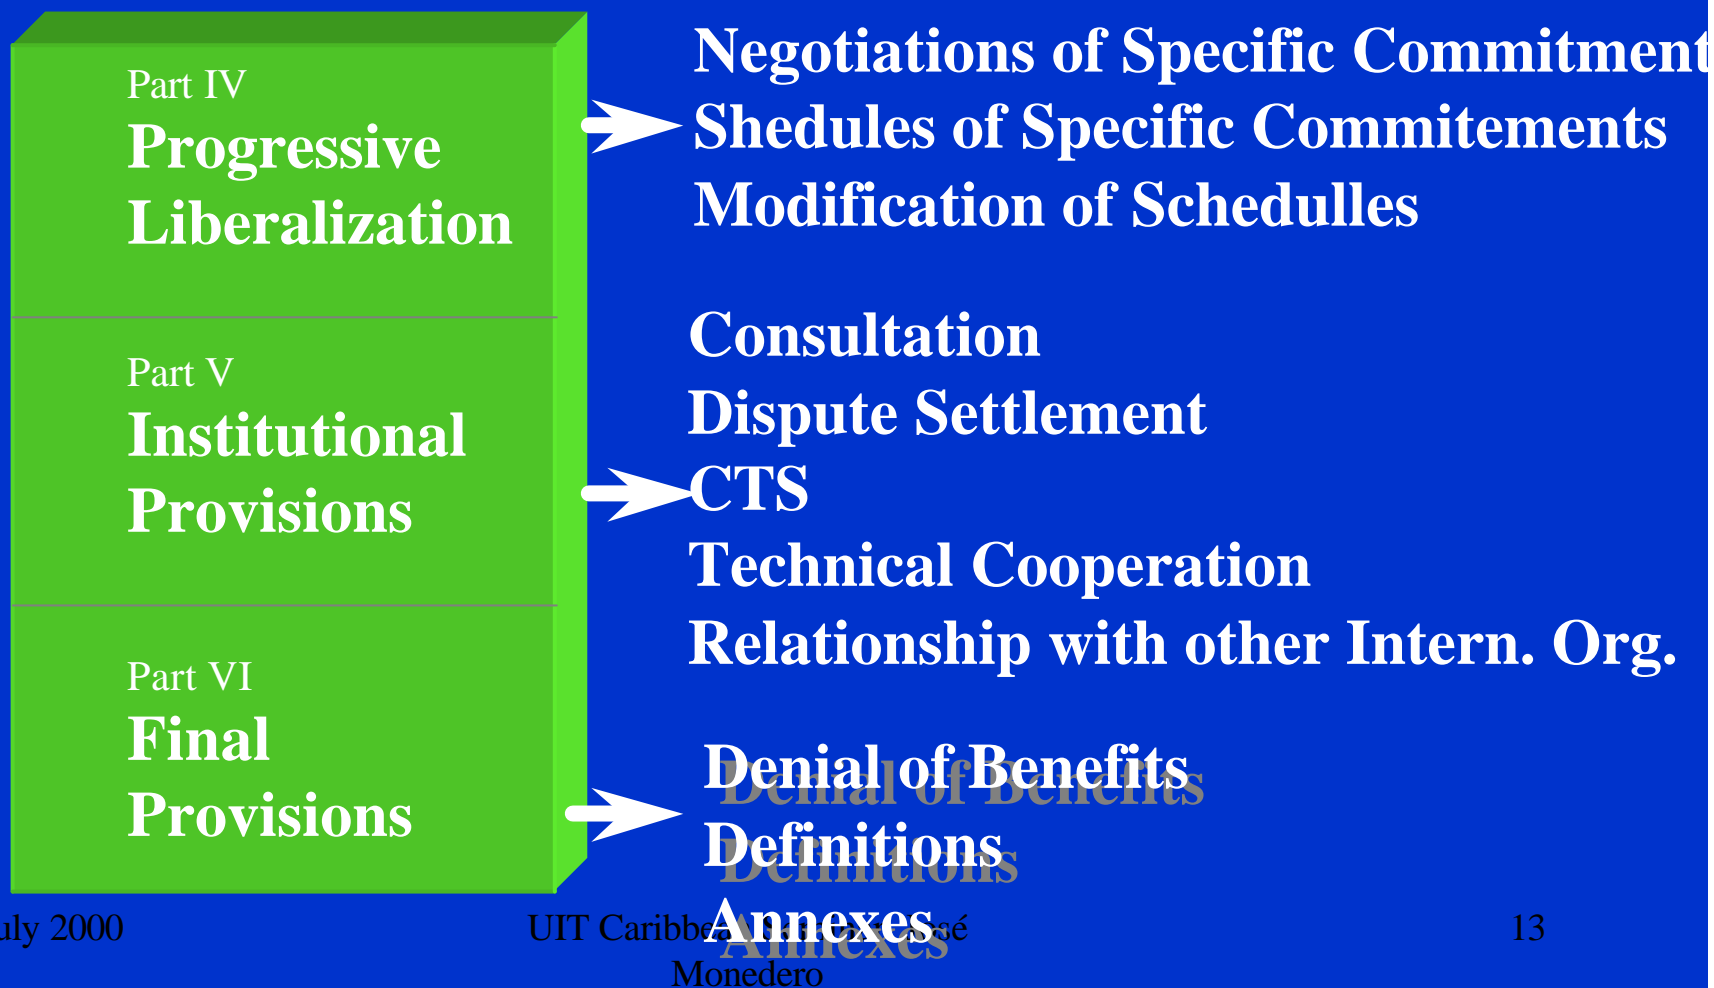 Part IV
Progressive
Liberalization
Negotiations of Specific Commitment
Shedules of Specific Commitements
Modification of Schedulles
Part V
Institutional
Provisions
Consultation
Dispute Settlement
CTS
Technical Cooperation
Relationship with other Intern. Org.
Part VI
Final
Provisions
Denial of Benefits
Definitions
Annexes
uly 2000
UIT Caribbea
Monedero
13